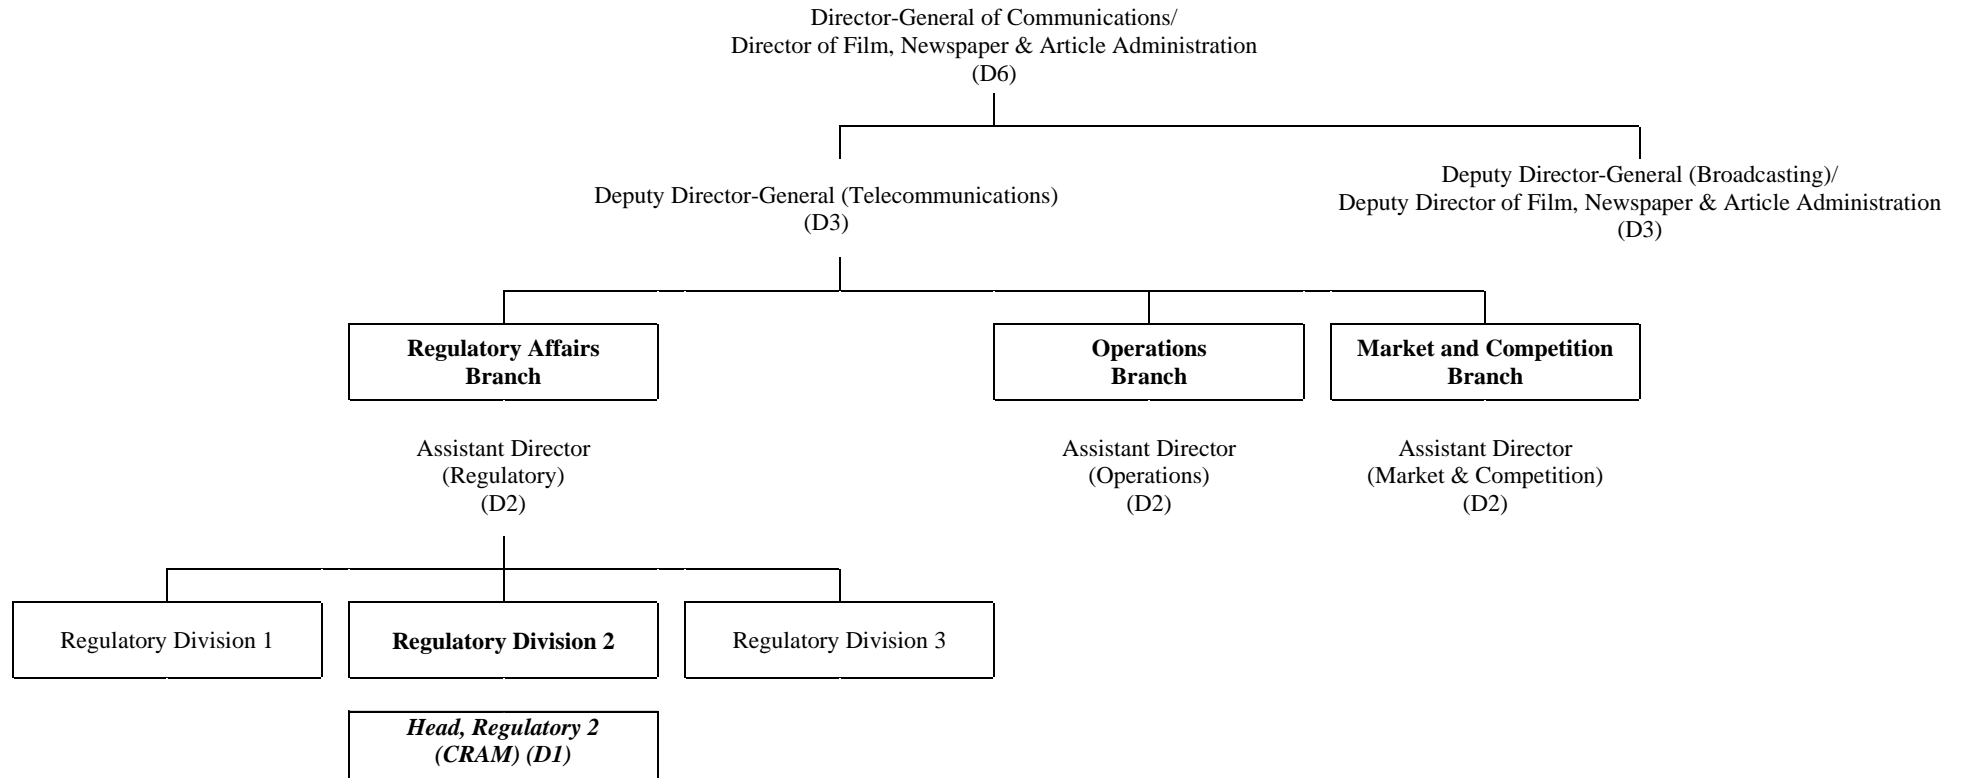 Director-General of Communications/
Director of Film, Newspaper & Article Administration
(D6)
Deputy Director-General (Telecommunications)
(D3)
Deputy Director-General (Broadcasting)/
Deputy Director of Film, Newspaper & Article Administration
(D3)
Regulatory Affairs
Branch
Operations
Branch
Market and Competition
Branch
Assistant Director
(Regulatory)
(D2)
Assistant Director
(Operations)
(D2)
Assistant Director
(Market & Competition)
(D2)
Regulatory Division 1
Regulatory Division 2
Regulatory Division 3
Head, Regulatory 2
(CRAM) (D1)